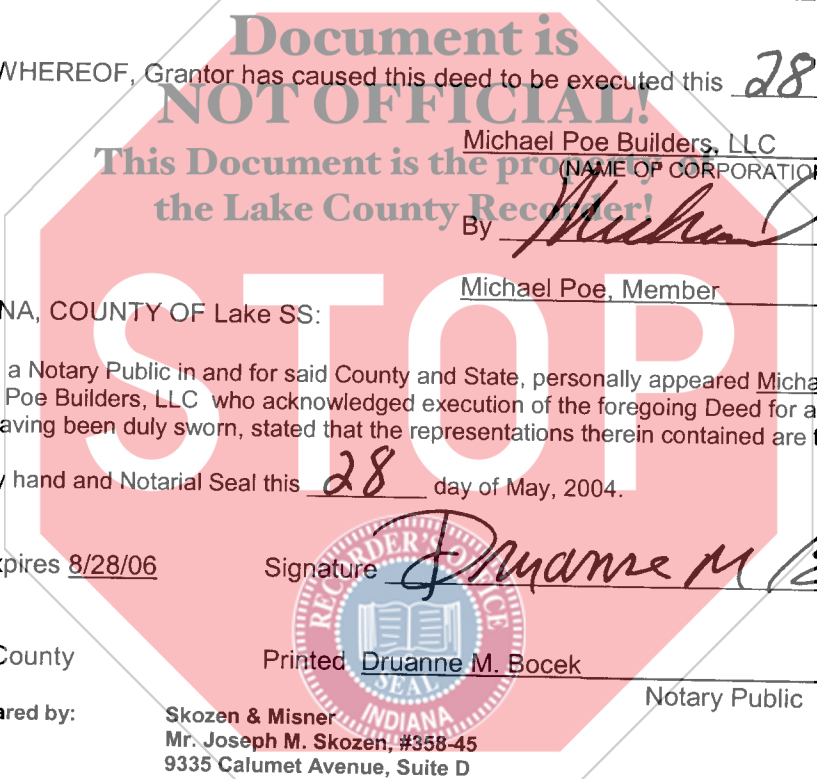 Document is
WHEREOF, Grantor has caused this deed to be executed this 28
NOT OFFICIAL!
Michael Poe Builders, LLC
This Document is the property of
(NAME OF CORPORATION
the Lake County Recorder!
By Michael
Michael Poe, Member
STOP
NA, COUNTY OF Lake SS:
a Notary Public in and for said County and State, personally appeared Micha
Poe Builders, LLC who acknowledged execution of the foregoing Deed for a
aving been duly sworn, stated that the representations therein contained are
y hand and Notarial Seal this 28 day of May, 2004.
xpires 8/28/06 Signature Druanne M B
RECORDER'S OFFICE
County Printed Druanne M. Bocek
SEAL
Notary Public
INDIANA
ared by: Skozen & Misner
Mr. Joseph M. Skozen, #358-45
9335 Calumet Avenue, Suite D